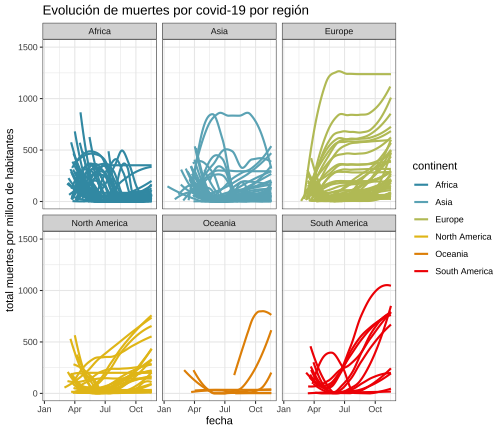 Evolución de muertes por covid-19 por región
Africa
Asia
Europe
1500
1000
500
0
North America
Oceania
South America
1500
1000
500
0
Jan
Apr
Jul
Oct
Jan
Apr
Jul
Oct
Jan
Apr
Jul
Oct
fecha
total muertes por millon de habitantes
continent
Africa
Asia
Europe
North America
Oceania
South America